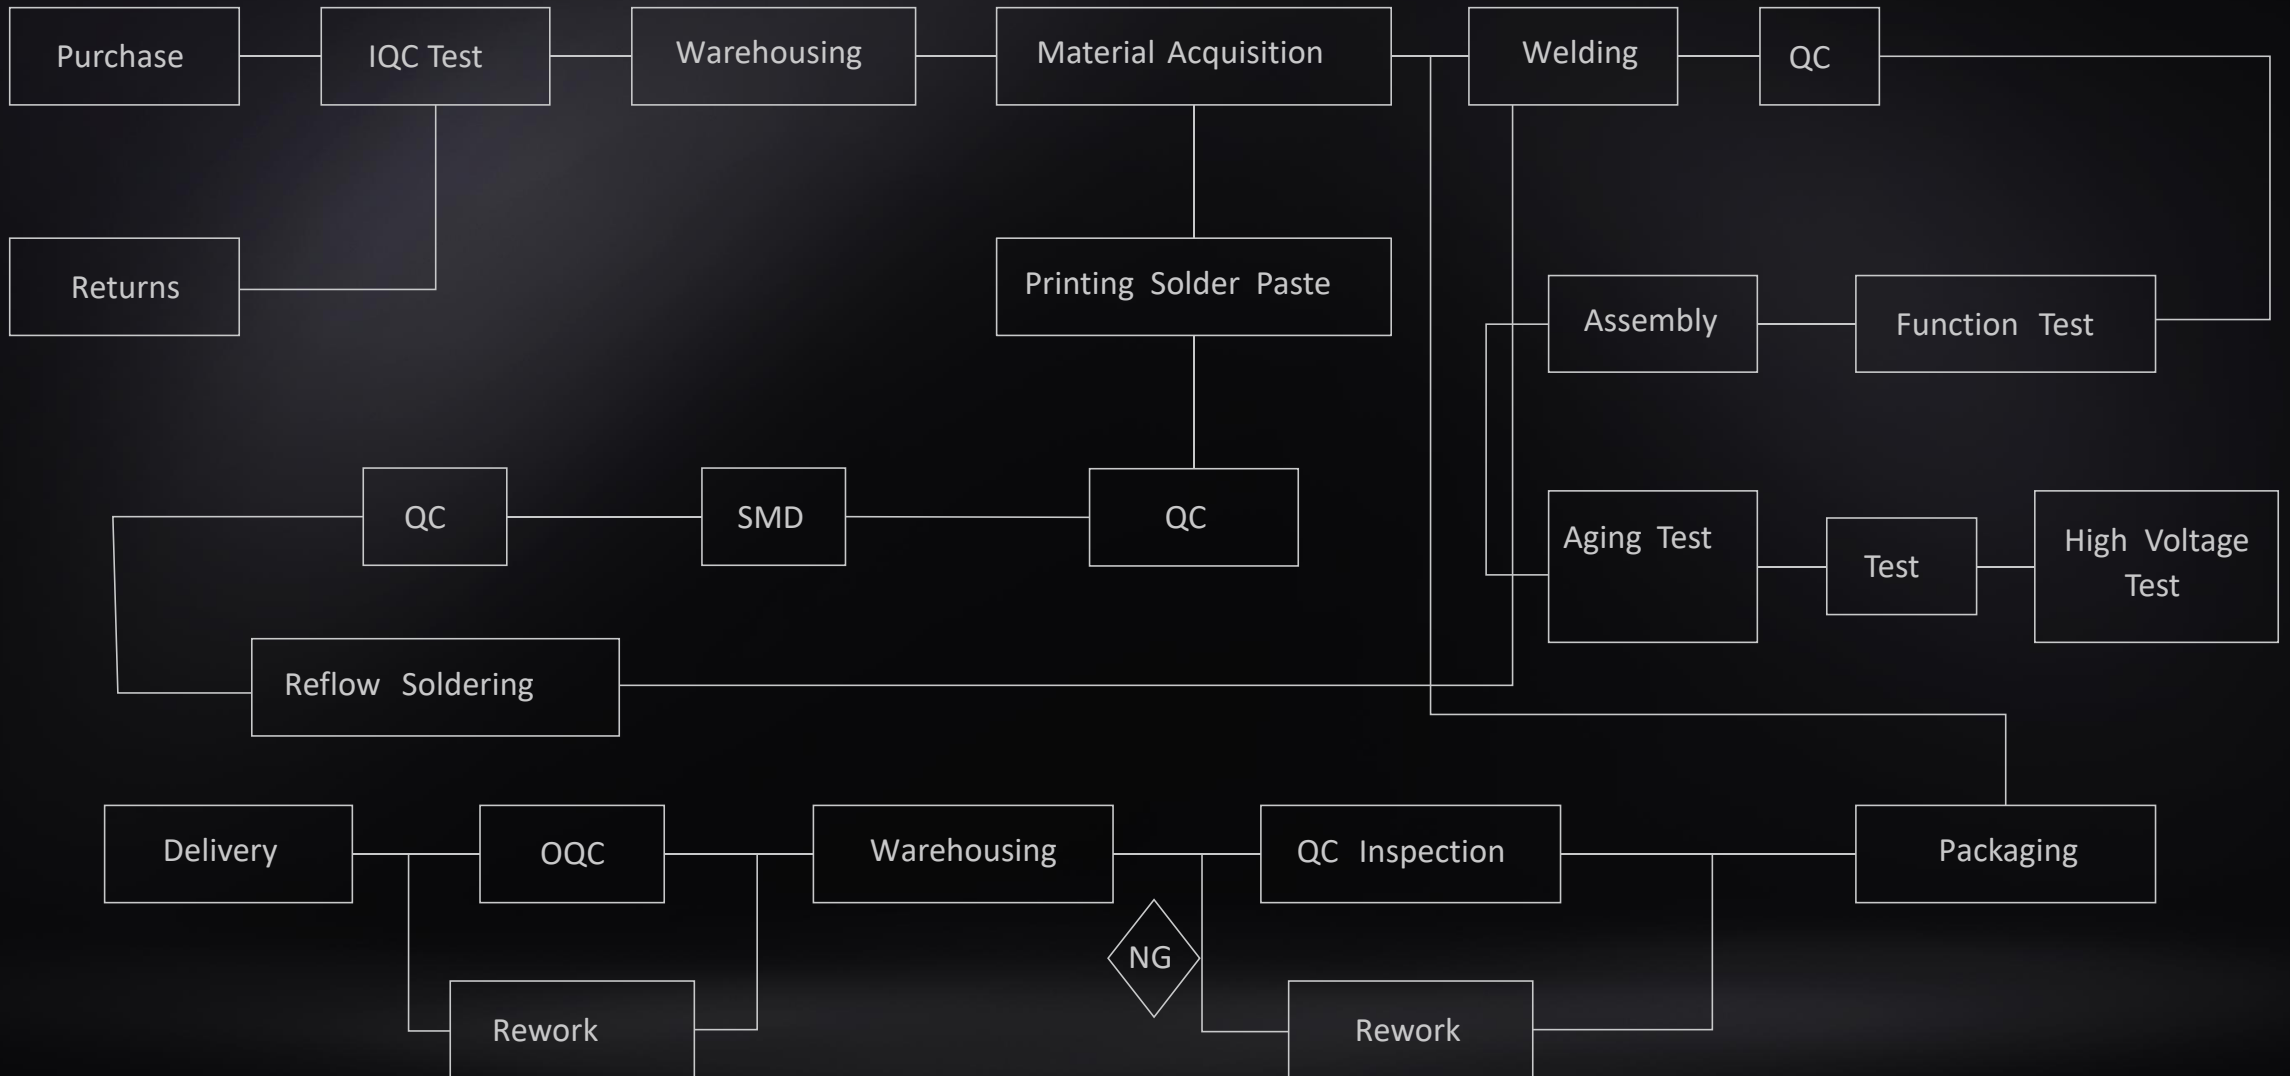 Purchase
IQC Test
Warehousing
Material Acquisition
Welding
QC
Returns
Printing Solder Paste
Assembly
Function Test
QC
SMD
QC
Aging Test
Test
High Voltage
Test
Reflow Soldering
Delivery
OQC
Warehousing
QC Inspection
Packaging
NG
Rework
Rework